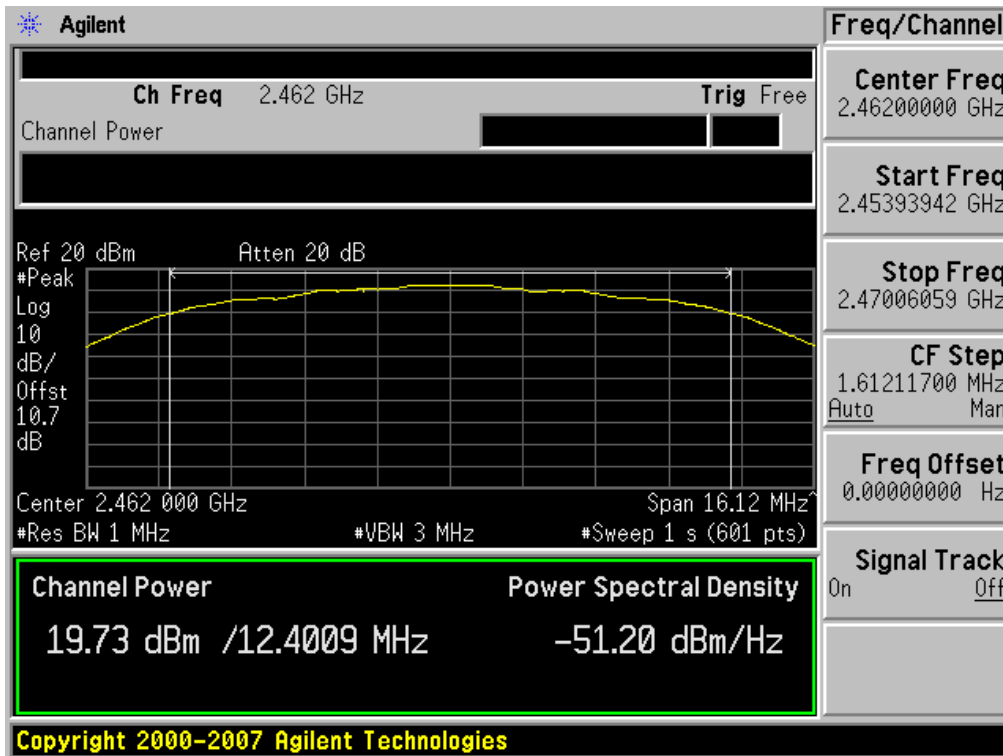 Agilent
Ch Freq 2.462 GHz Trig Free
Channel Power
Ref 20 dBm Atten 20 dB
#Peak
Log
10
dB/
Offst
10.7
dB
Center 2.462 000 GHz Span 16.12 MHz^
#Res BW 1 MHz #VBW 3 MHz #Sweep 1 s (601 pts)
Channel Power Power Spectral Density
19.73 dBm /12.4009 MHz -51.20 dBm/Hz
Copyright 2000-2007 Agilent Technologies
Freq/Channel
Center Freq
2.46200000 GHz
Start Freq
2.45393942 GHz
Stop Freq
2.47006059 GHz
CF Step
1.61211700 MHz
Auto Man
Freq Offset
0.00000000 Hz
Signal Track
On Off